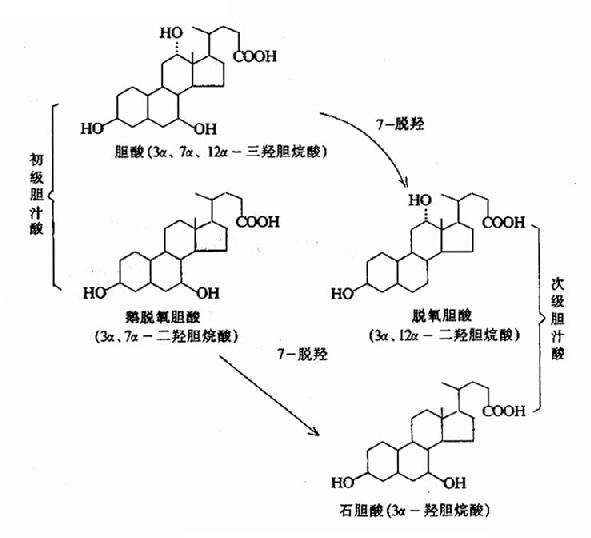 HO
COOH
HO
OH
胆酸(3α、7α、12α－三羟胆烷酸)
7－脱羟
初级胆汁酸
COOH
HO
OH
鹅脱氧胆酸
(3α、7α－二羟胆烷酸)
HO
COOH
HO
脱氧胆酸
(3α、12α－二羟胆烷酸)
次级胆汁酸
7－脱羟
COOH
HO
OH
石胆酸(3α－羟胆烷酸)